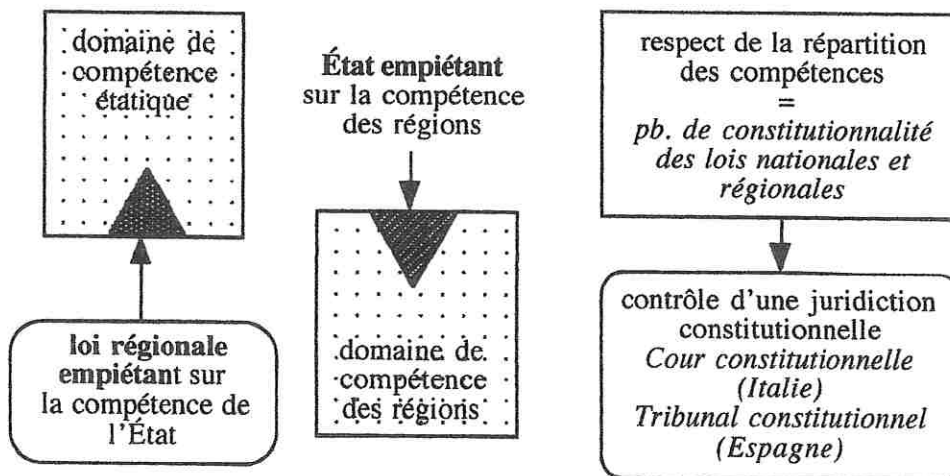 domaine de
compétence
étatique
loi régionale
empiétant sur
la compétence de
l'État
État empiétant
sur la compétence
des régions
domaine de
compétence
des régions
respect de la répartition
des compétences
=
pb. de constitutionnalité
des lois nationales et
régionales
contrôle d'une juridiction
constitutionnelle
Cour constitutionnelle
(Italie)
Tribunal constitutionnel
(Espagne)